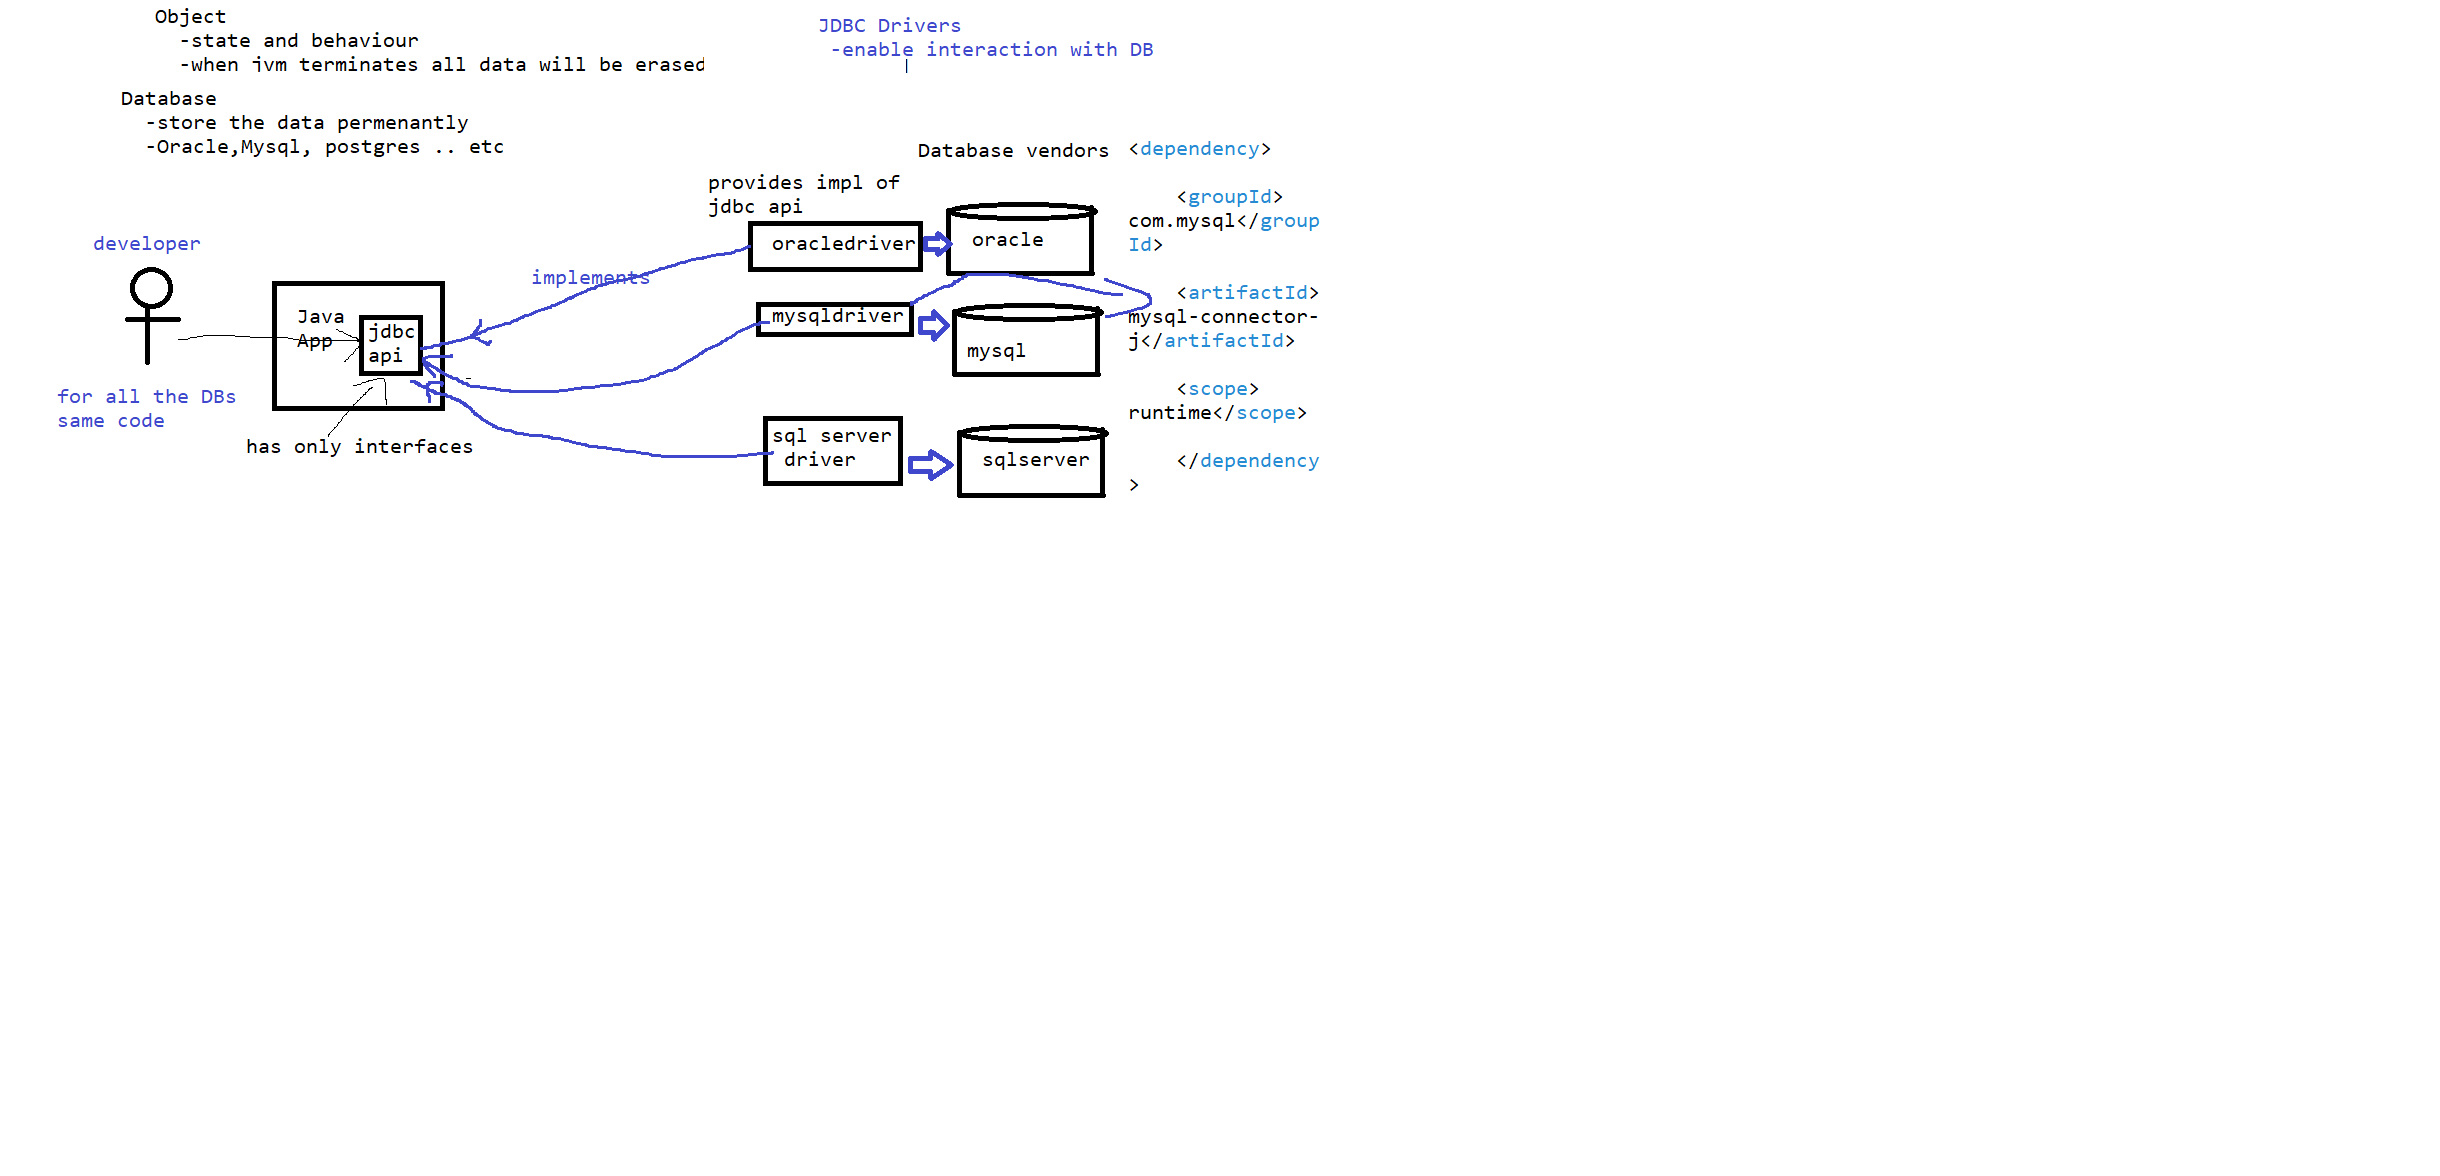 Object
-state and behaviour
-when jvm terminates all data will be erased
JDBC Drivers
-enable interaction with DB
Database
-store the data permenantly
-Oracle,Mysql, postgres .. etc
Database vendors
provides impl of
jdbc api
oracledriver
oracle
developer
implements
Java
App
jdbc
api
mysqldriver
mysql
for all the DBs
same code
has only interfaces
sql server
driver
sqlserver
<dependency>
<groupId>
com.mysql</group
Id>
<artifactId>
mysql-connector-
j</artifactId>
<scope>
runtime</scope>
</dependency
>